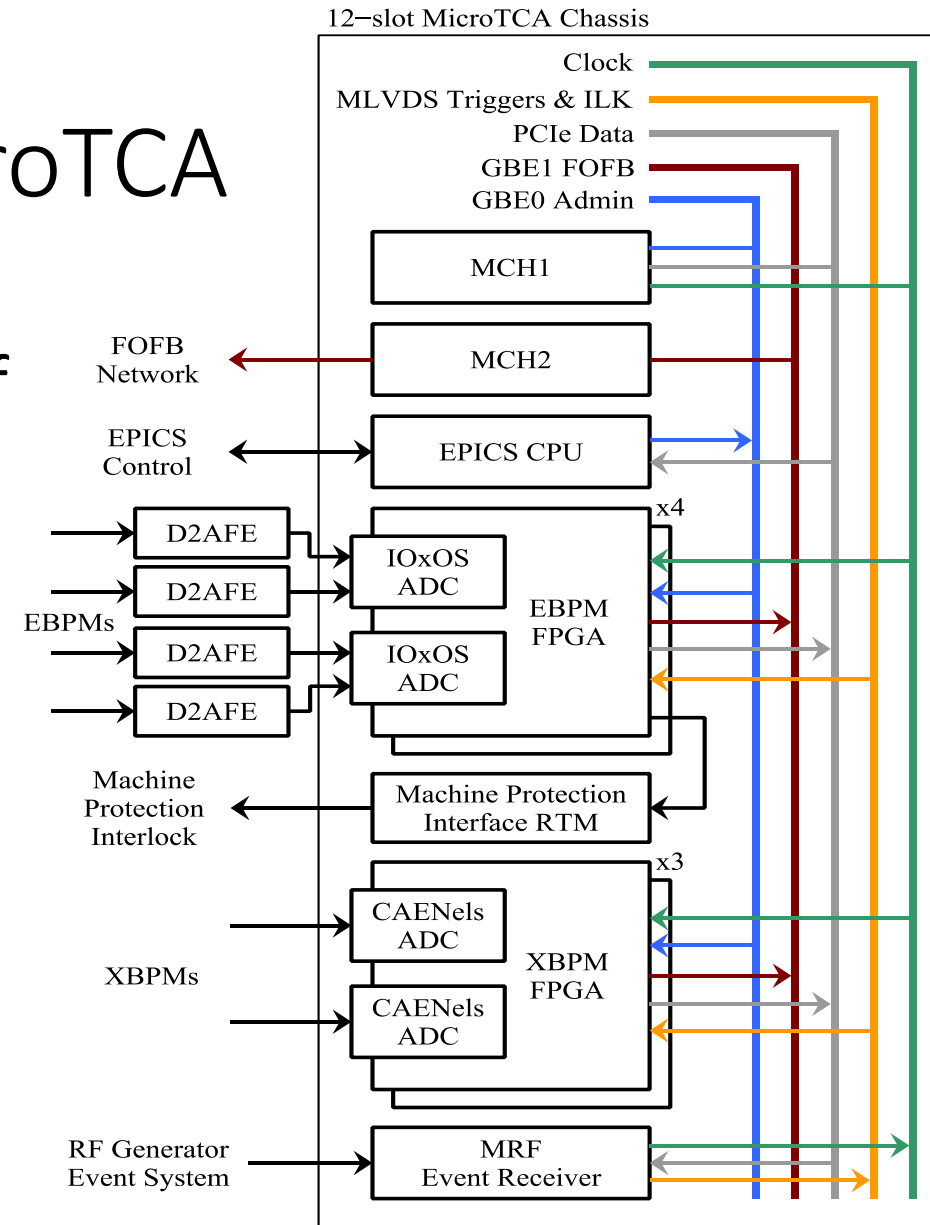 12−slot MicroTCA Chassis
Clock
MLVDS Triggers & ILK
PCIe Data
GBE1 FOFB
GBE0 Admin
roTCA
MCH1
FOFB
Network
MCH2
EPICS
Control
EPICS CPU
x4
D2AFE
D2AFE
D2AFE
D2AFE
EBPMs
IOxOS
ADC
IOxOS
ADC
EBPM
FPGA
Machine
Protection
Interlock
Machine Protection
Interface RTM
x3
CAENels
ADC
CAENels
ADC
XBPM
FPGA
XBPMs
RF Generator
Event System
MRF
Event Receiver